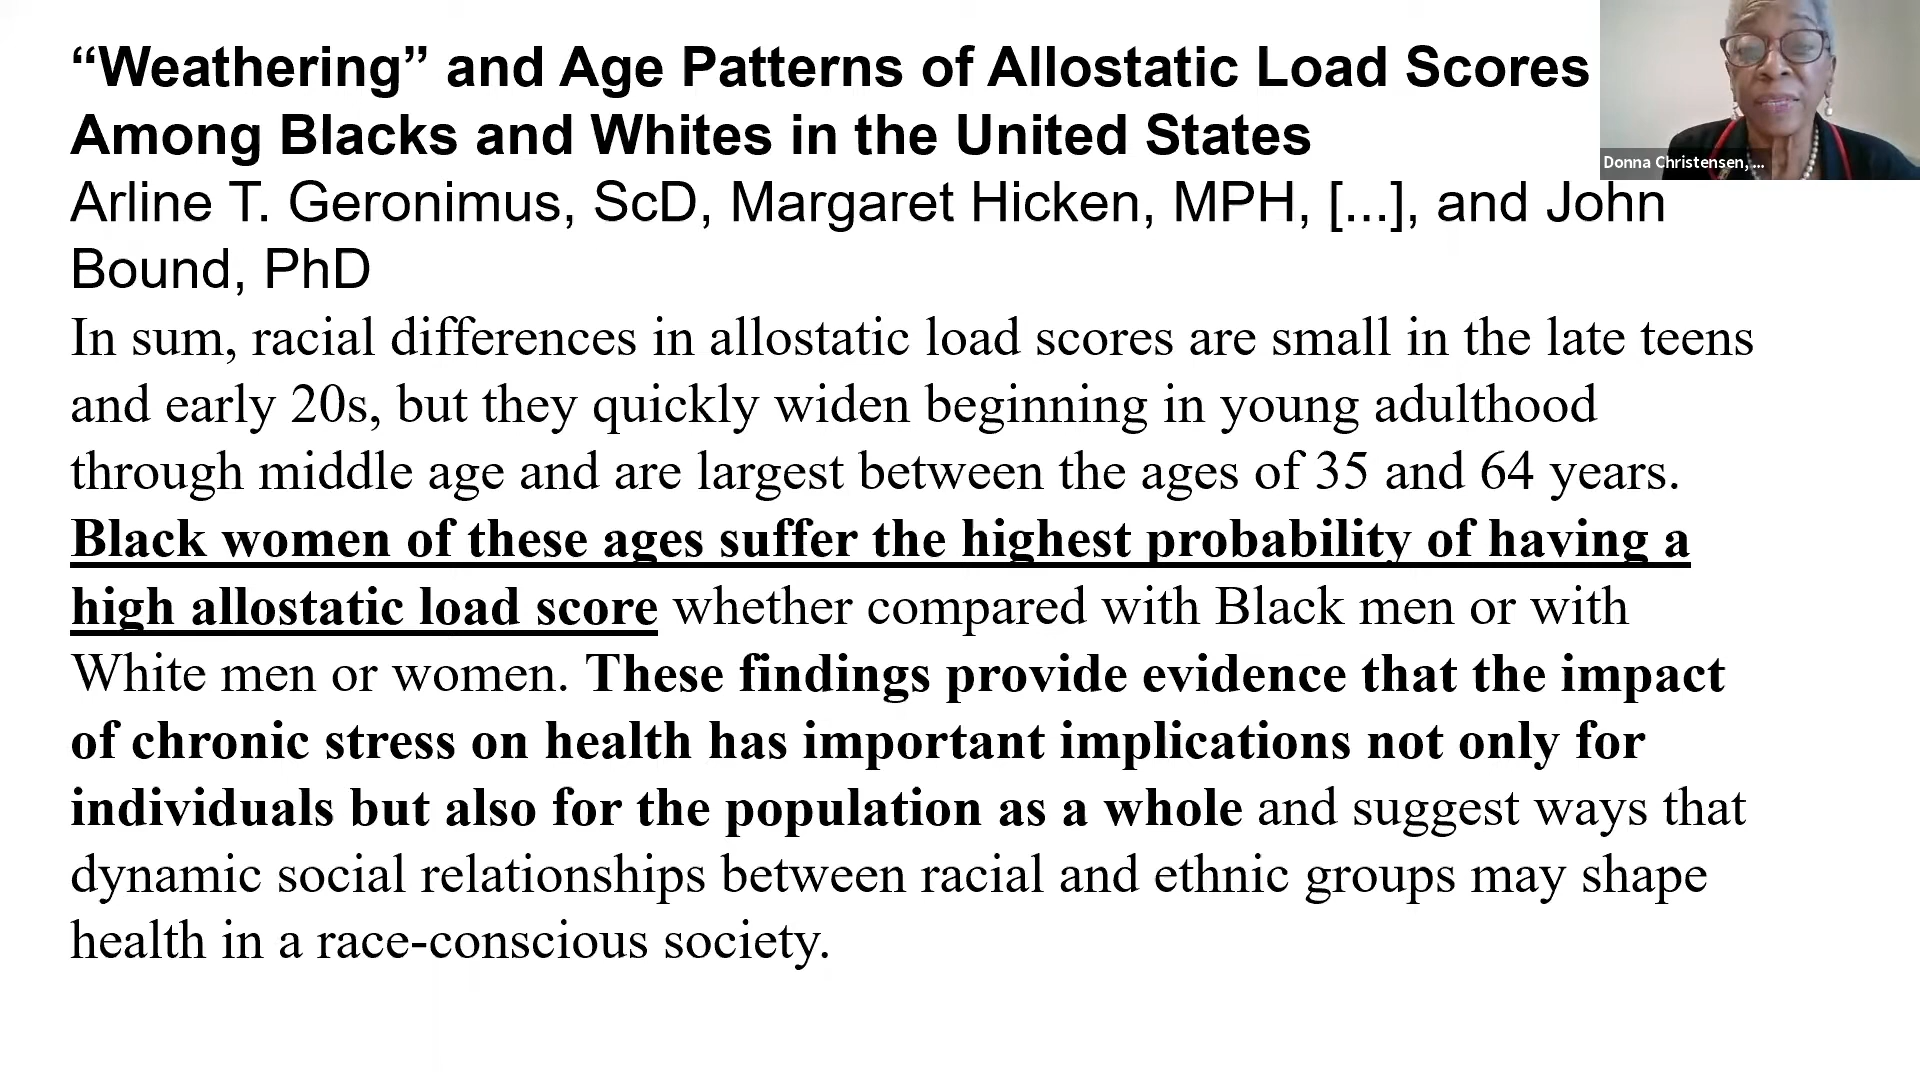 “Weathering” and Age Patterns of Allostatic Load Scores
Among Blacks and Whites in the United States
Donna Christensen, ...
Arline T. Geronimus, ScD, Margaret Hicken, MPH, [...], and John
Bound, PhD
In sum, racial differences in allostatic load scores are small in the late teens
and early 20s, but they quickly widen beginning in young adulthood
through middle age and are largest between the ages of 35 and 64 years.
Black women of these ages suffer the highest probability of having a
high allostatic load score whether compared with Black men or with
White men or women. These findings provide evidence that the impact
of chronic stress on health has important implications not only for
individuals but also for the population as a whole and suggest ways that
dynamic social relationships between racial and ethnic groups may shape
health in a race-conscious society.